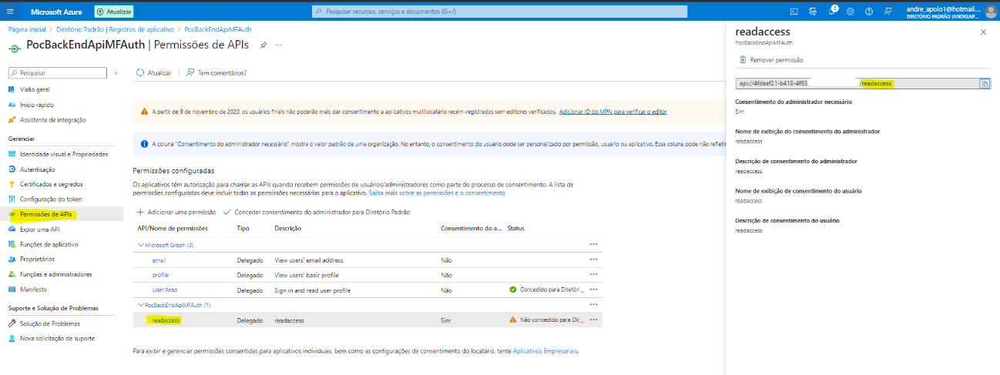 Microsoft Azure
Atualizar
Pesquisar recursos, serviços e documentos (G+/)
6
andre_apolo1@hotmail....
DIRETÓRIO PADRÃO (ANDREAP...
Página inicial > Diretório Padrão | Registros de aplicativo > PocBackEndApiMFAuth
PocBackEndApiMFAuth | Permissões de APIs
Pesquisar
«
Visão geral
Início rápido
Assistente de integração
Gerenciar
Identidade visual e Propriedades
Autenticação
Certificados e segredos
Configuração do token
Permissões de APIs
Expor uma API
Funções de aplicativo
Proprietários
Funções e administradores
Manifesto
Suporte e Solução de Problemas
Solução de Problemas
Nova solicitação de suporte
Atualizar
Tem comentários?
A partir de 9 de novembro de 2020, os usuários finais não poderão mais dar consentimento a aplicativos multilocatário recém-registrados sem editores verificados. Adicionar ID do MPN para verificar o editor
A coluna "Consentimento do administrador necessário" mostra o valor padrão de uma organização. No entanto, o consentimento do usuário pode ser personalizado por permissão, usuário ou aplicativo. Essa coluna pode não refletir
Permissões configuradas
Os aplicativos têm autorização para chamar as APIs quando recebem permissões de usuários/administradores como parte do processo de consentimento. A lista de
permissões configuradas deve incluir todas as permissões necessárias para o aplicativo. Saiba mais sobre as permissões e o consentimento
Adicionar uma permissão
Conceder consentimento do administrador para Diretório Padrão
API/Nome de permissões Tipo Descrição Consentimento do a... Status
Microsoft Graph (3)
email Delegado View users' email address Não
profile Delegado View users' basic profile Não
User.Read Delegado Sign in and read user profile Não Concedido para Diretóri...
PocBackEndApiMFAuth (1)
readaccess Delegado readaccess Sim Não concedido para Dir...
Para exibir e gerenciar permissões consentidas para aplicativos individuais, bem como as configurações de consentimento do locatário, tente Aplicativos Empresariais.
readaccess
PocBackEndApiMFAuth
Remover permissão
api://4fdaaf21-b418-4f93 /readaccess
Consentimento do administrador necessário
Sim
Nome de exibição do consentimento do administrador
readaccess
Descrição de consentimento do administrador
readaccess
Nome de exibição de consentimento do usuário
readaccess
Descrição de consentimento do usuário
readaccess